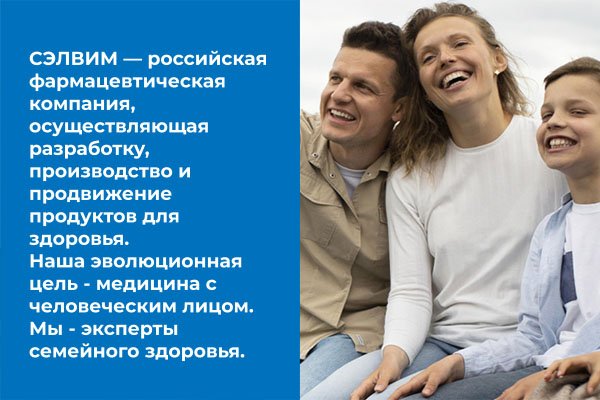 СЭЛВИМ — российская
фармацевтическая
компания,
осуществляющая
разработку,
производство и
продвижение
продуктов для
здоровья.
Наша эволюционная
цель - медицина с
человеческим лицом.
Мы - эксперты
семейного здоровья.